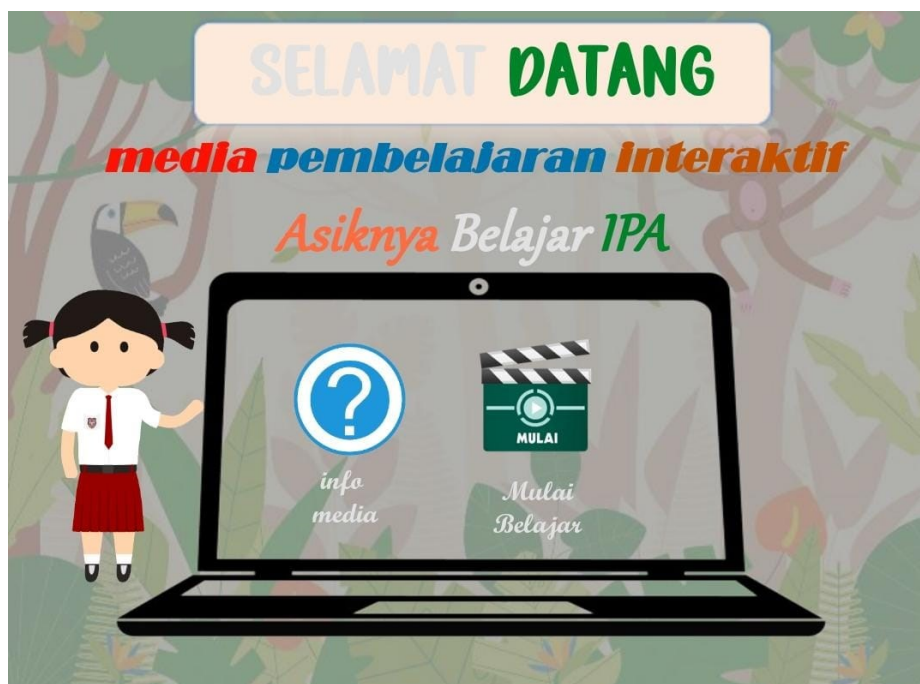 SELAMAT DATANG
media pembelajaran interaktif
Asiknya Belajar IPA
MULAI
info
media
Mulai
Belajar